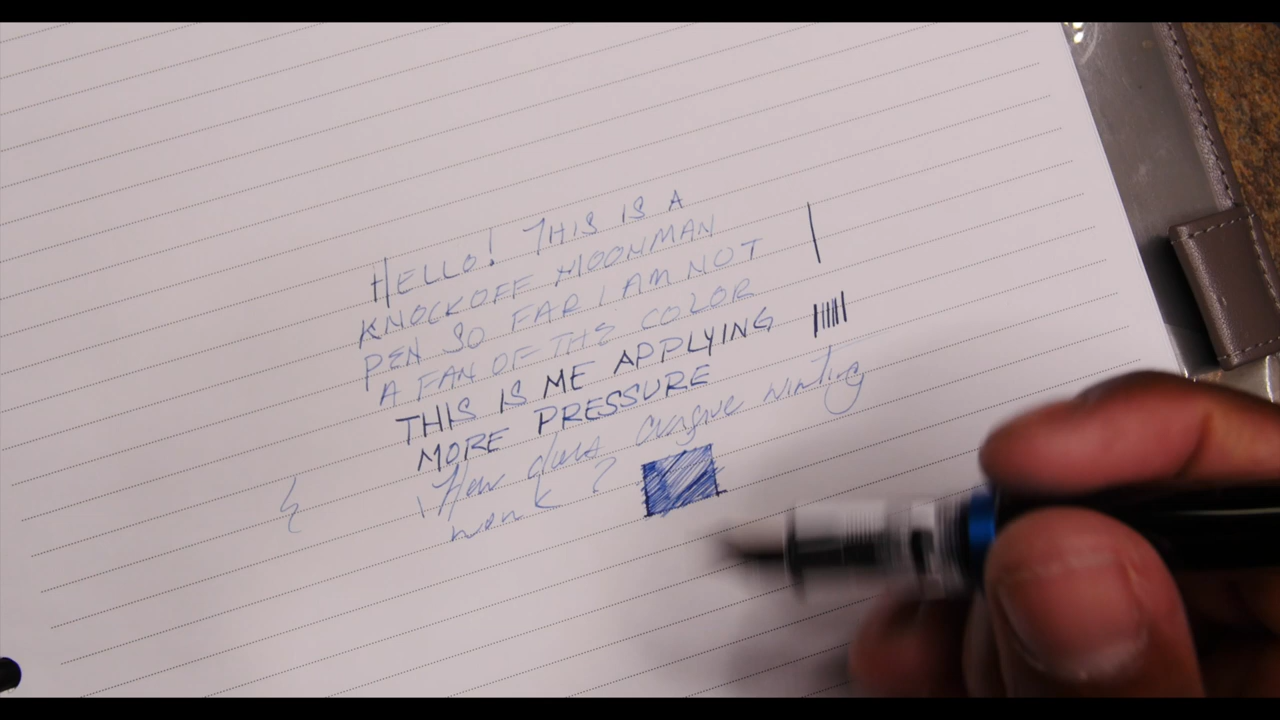 HELLO! THIS IS A
KNOCKOFF MOONMAN
PEN SO FAR I AM NOT
A FAN OF THE COLOR
THIS IS ME APPLYING
MORE PRESSURE
How does cursive writing
work?